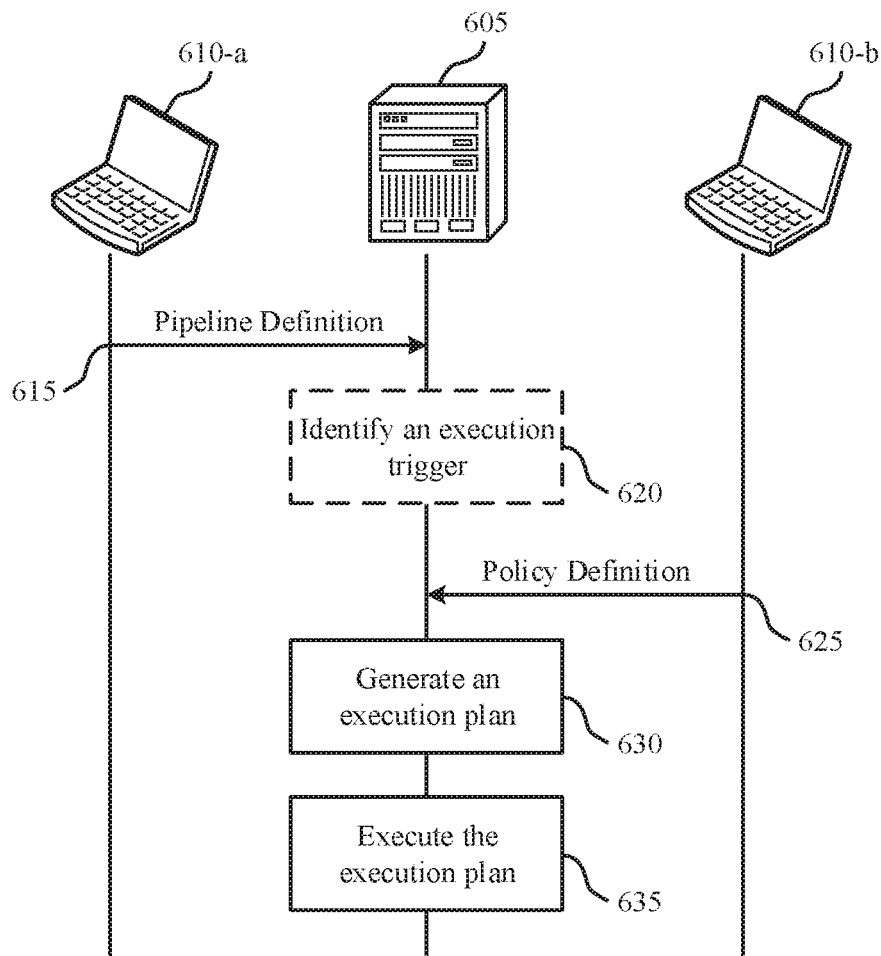 605
610-a
610-b
Pipeline Definition
615
Identify an execution
trigger
620
Policy Definition
625
Generate an
execution plan
630
Execute the
execution plan
635